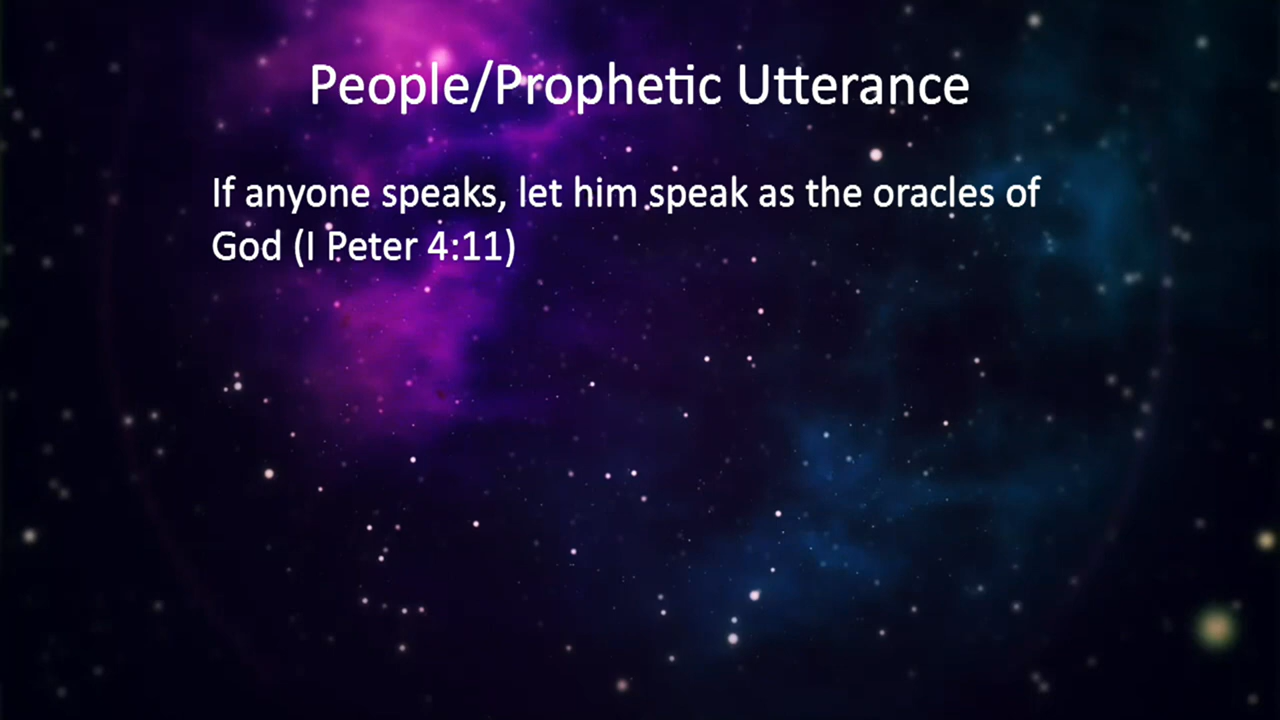 People/Prophetic Utterance
If anyone speaks, let him speak as the oracles of
God (I Peter 4:11)